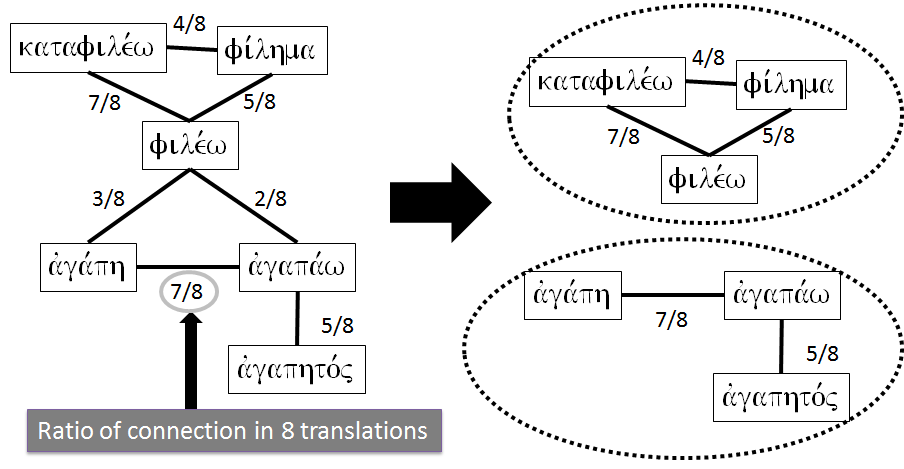 4/8
καταφιλέω
φίλημα
7/8
5/8
φιλέω
3/8
2/8
ἀγάπη
ἀγαπάω
7/8
5/8
ἀγαπητός
Ratio of connection in 8 translations
4/8
καταφιλέω
φίλημα
7/8
5/8
φιλέω
ἀγάπη
ἀγαπάω
7/8
5/8
ἀγαπητός